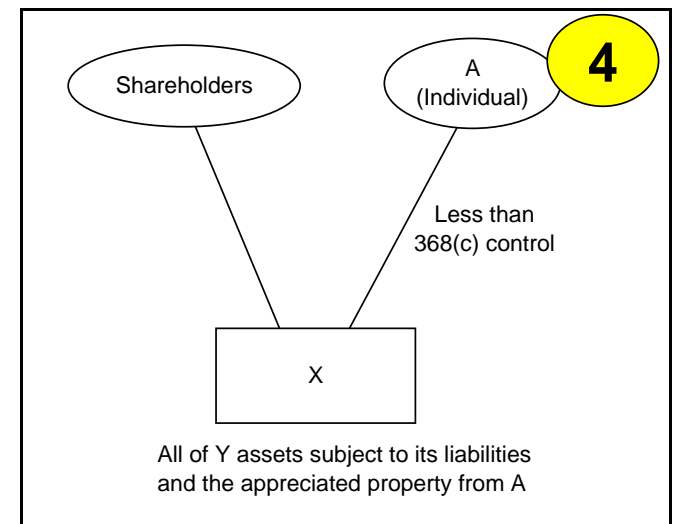 Shareholders
A
(Individual)
4
Less than
368(c) control
X
All of Y assets subject to its liabilities
and the appreciated property from A